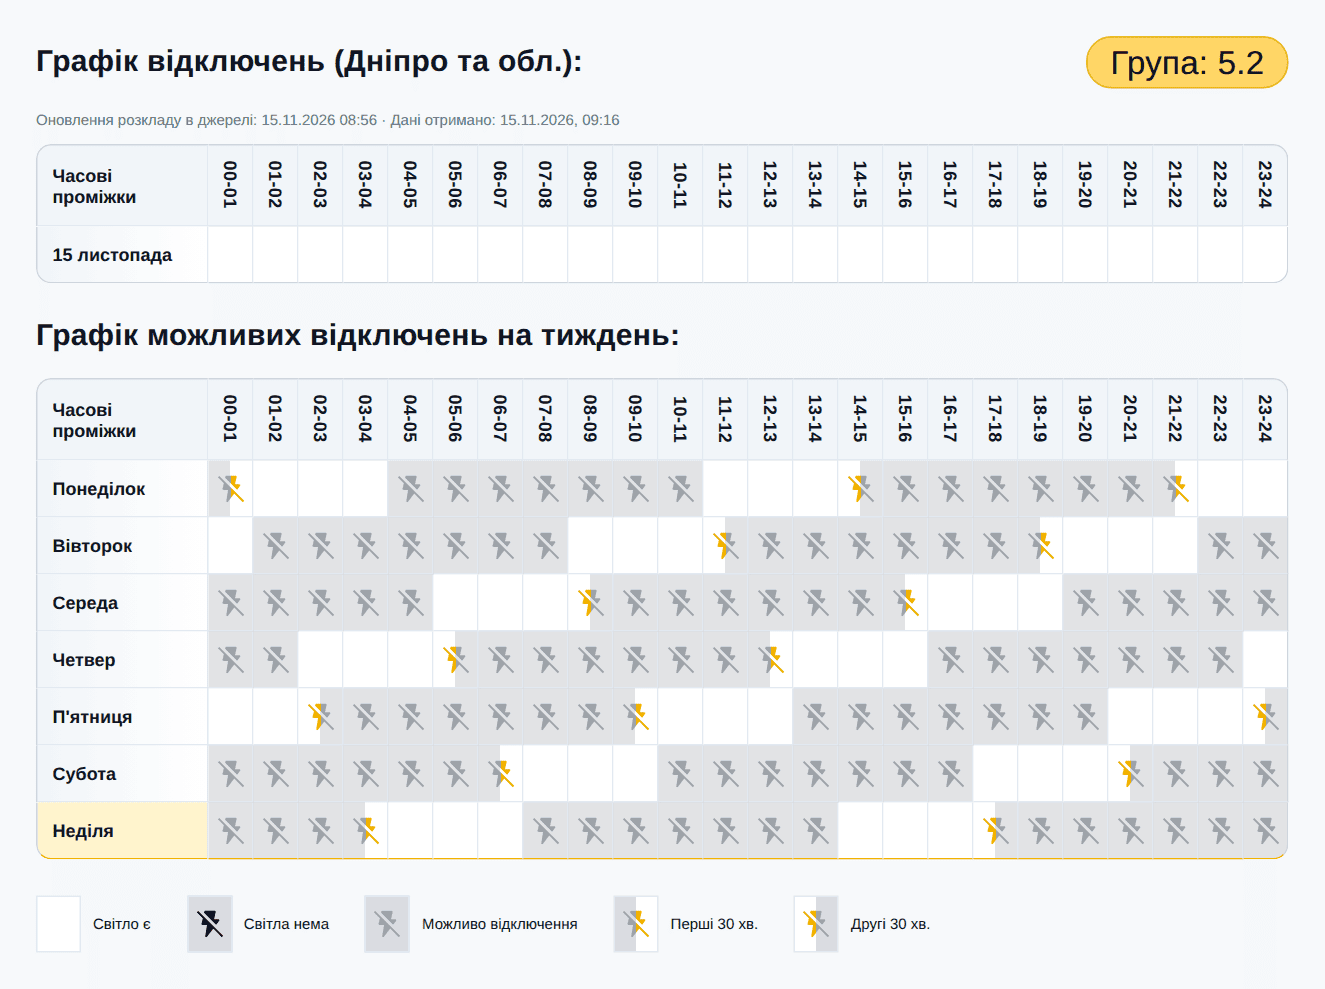 Графік відключень (Дніпро та обл.):
Група: 5.2
Оновлення розкладу в джерелі: 15.11.2026 08:56 · Дані отримано: 15.11.2026, 09:16
Часові проміжки 00-01 01-02 02-03 03-04 04-05 05-06 06-07 07-08 08-09 09-10 10-11 11-12 12-13 13-14 14-15 15-16 16-17 17-18 18-19 19-20 20-21 21-22 22-23 23-24
15 листопада
Графік можливих відключень на тиждень:
Часові проміжки 00-01 01-02 02-03 03-04 04-05 05-06 06-07 07-08 08-09 09-10 10-11 11-12 12-13 13-14 14-15 15-16 16-17 17-18 18-19 19-20 20-21 21-22 22-23 23-24
Понеділок
Вівторок
Середа
Четвер
П'ятниця
Субота
Неділя
Світло є Світла нема Можливо відключення Перші 30 хв. Другі 30 хв.